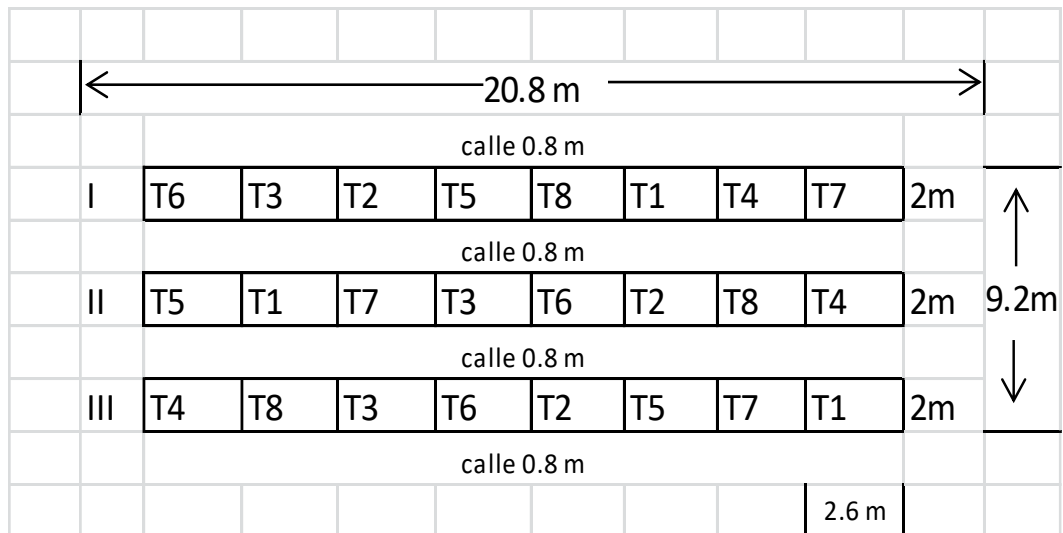 20.8 m
calle 0.8 m
I T6 T3 T2 T5 T8 T1 T4 T7 2m
calle 0.8 m
II T5 T1 T7 T3 T6 T2 T8 T4 2m 9.2m
calle 0.8 m
III T4 T8 T3 T6 T2 T5 T7 T1 2m
calle 0.8 m
2.6 m